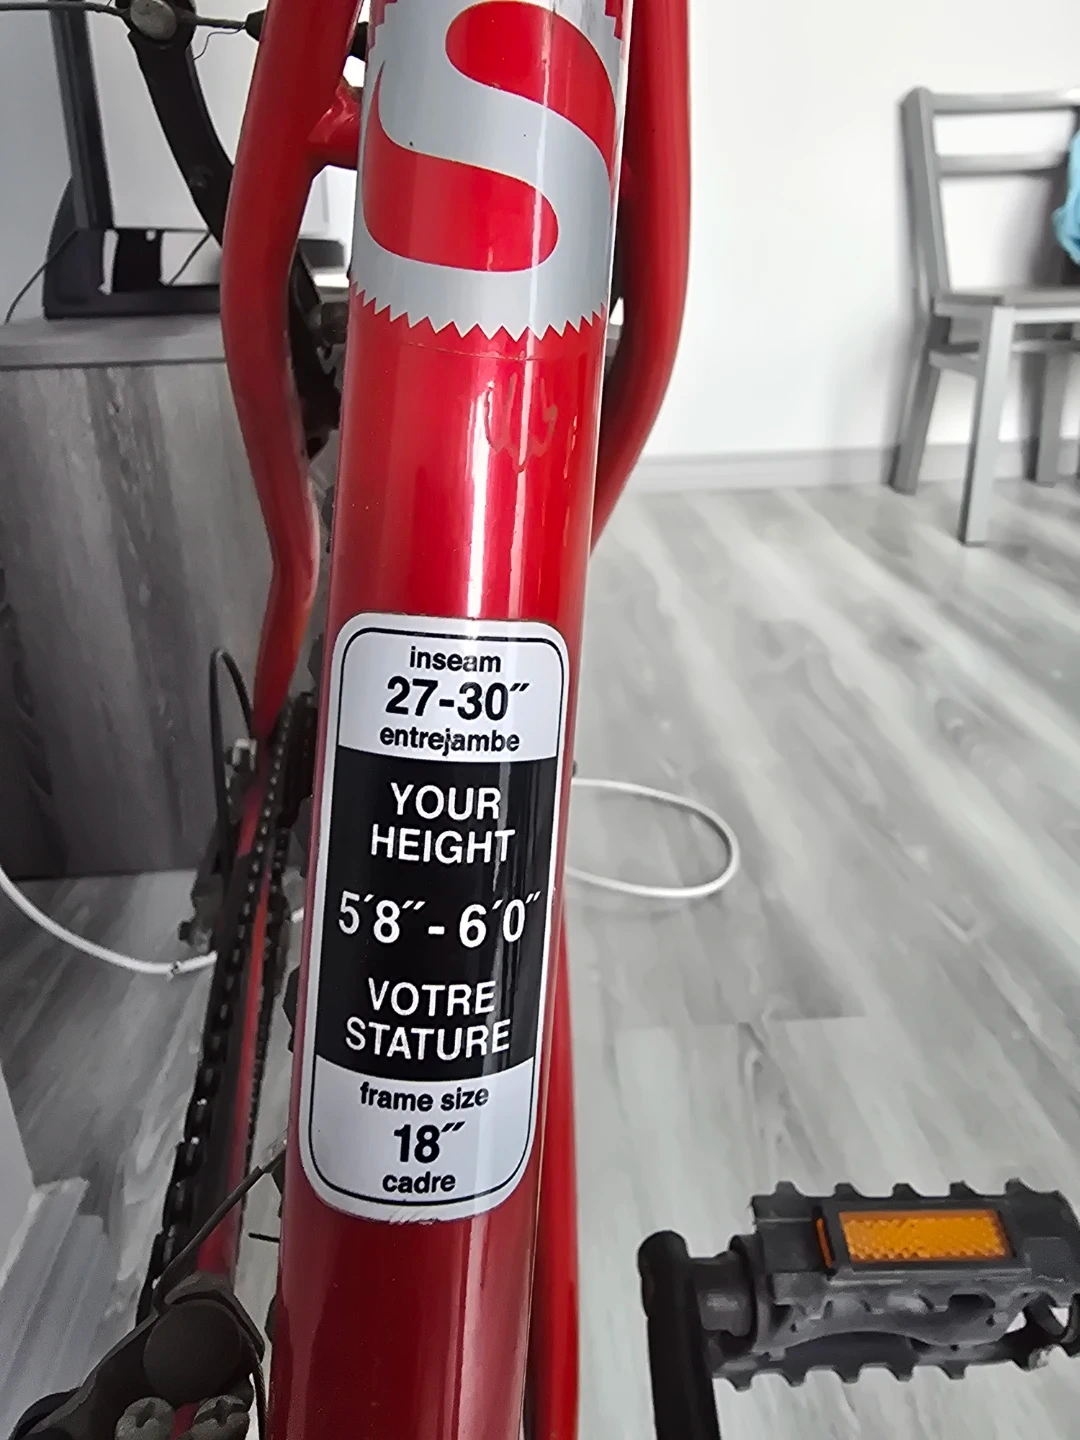 S
inseam
27-30″
entrejambe
YOUR
HEIGHT
5′8″ - 6′0″
VOTRE
STATURE
frame size
18″
cadre